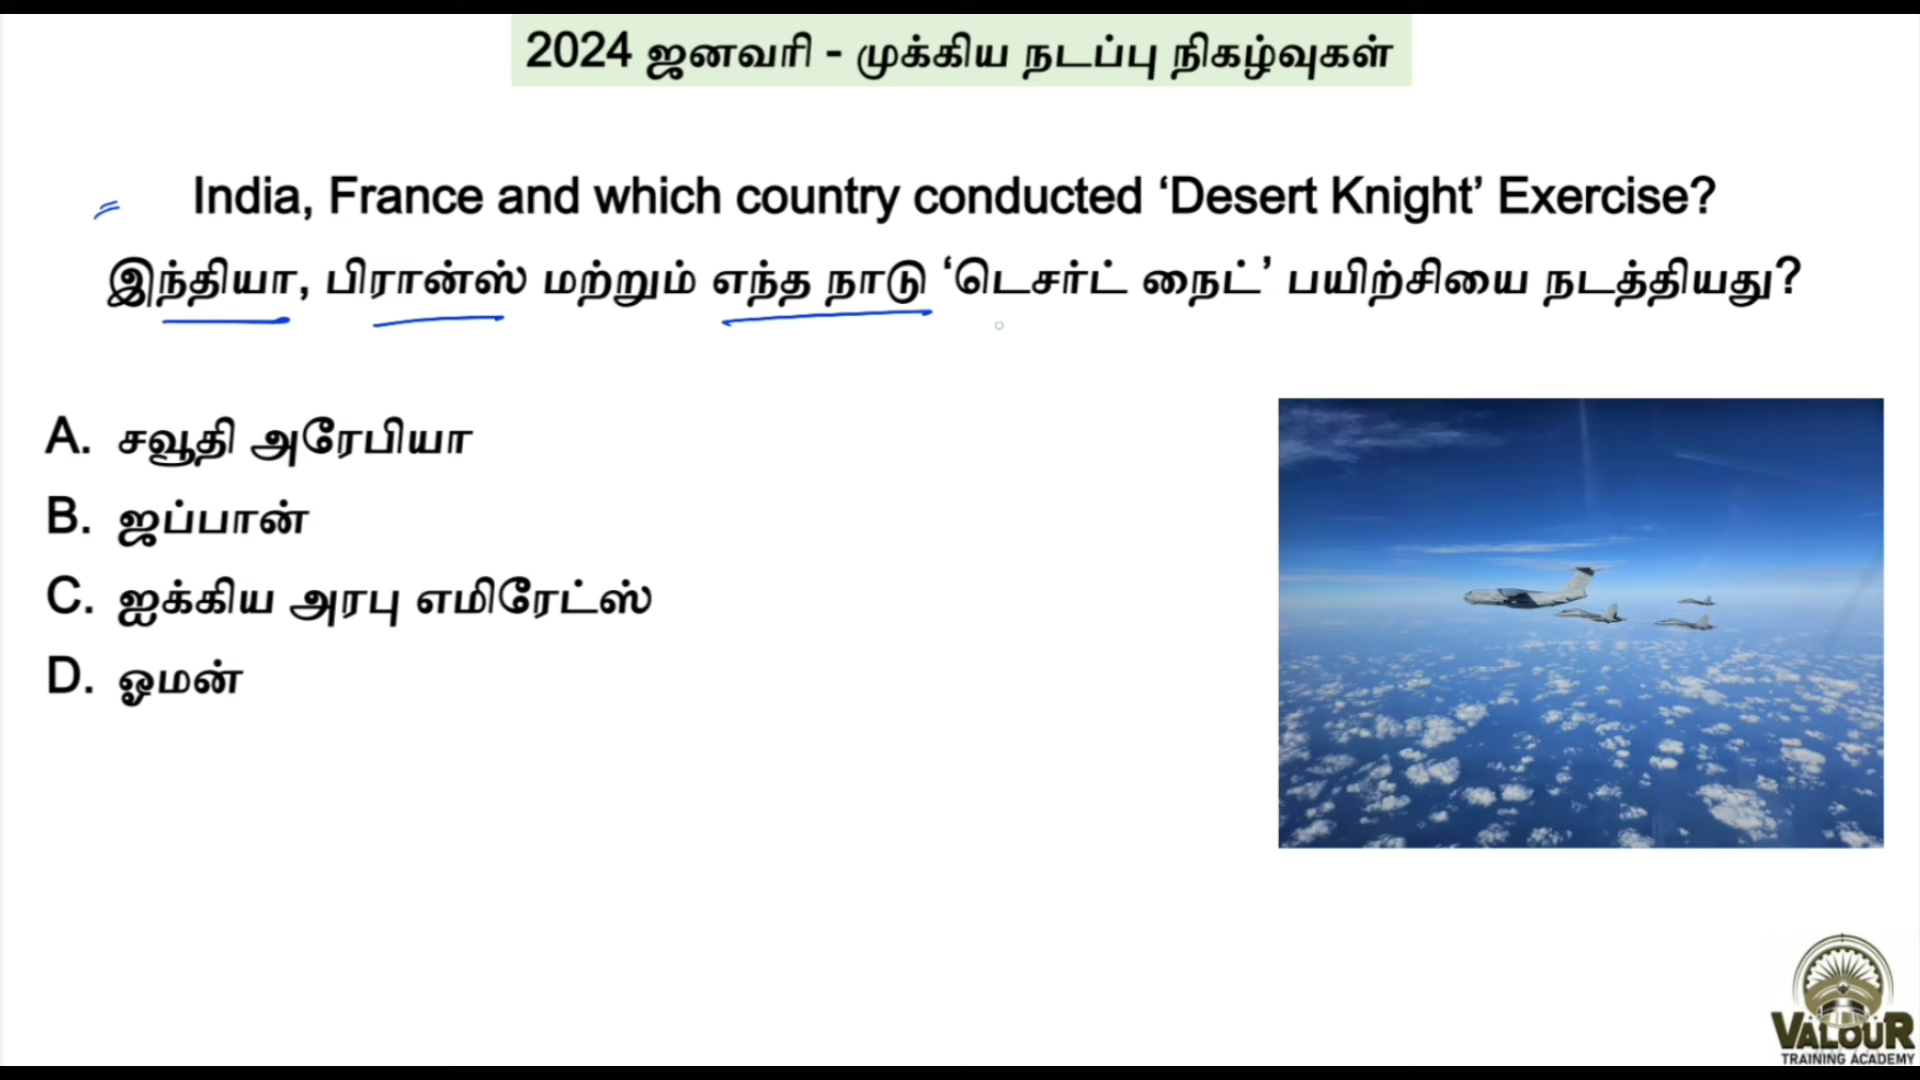 2024 ஜனவரி - முக்கிய நடப்பு நிகழ்வுகள்
India, France and which country conducted ‘Desert Knight’ Exercise?
இந்தியா, பிரான்ஸ் மற்றும் எந்த நாடு ‘டெசர்ட் நைட்’ பயிற்சியை நடத்தியது?
A. சவூதி அரேபியா
B. ஜப்பான்
C. ஐக்கிய அரபு எமிரேட்ஸ்
D. ஓமன்
VALOUR
TRAINING ACADEMY